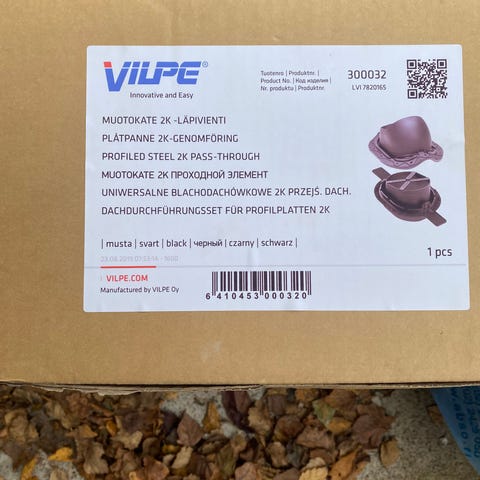 VILPE®
Innovative and Easy
Tuotenro | Produktnr. |
Product No. | Код изделия |
Nr. produktu | Produktnr.
300032
LVI 7820165
MUOTOKATE 2K -LÄPIVIENTI
PLÅTPANNE 2K-GENOMFÖRING
PROFILED STEEL 2K PASS-THROUGH
МUOTOKATE 2К ПРОХОДНОЙ ЭЛЕМЕНТ
UNIWERSALNE BLACHODACHÓWKOWE 2K PRZEJŚ. DACH.
DACHDURCHFÜHRUNGSSET FÜR PROFILPLATTEN 2K
| musta | svart | black | черный | czarny | schwarz |
1 pcs
VILPE.COM
Manufactured by VILPE Oy
6 410453 000320